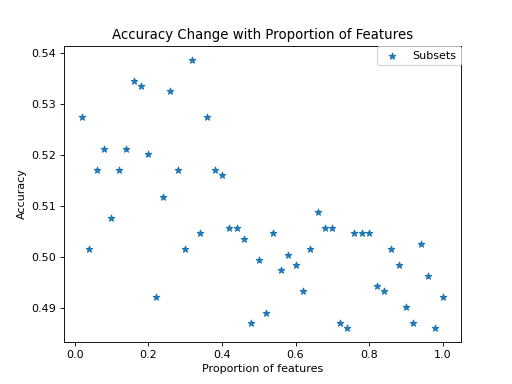 Accuracy Change with Proportion of Features
Subsets
0.54
0.53
0.52
0.51
0.50
0.49
Accuracy
0.0 0.2 0.4 0.6 0.8 1.0
Proportion of features